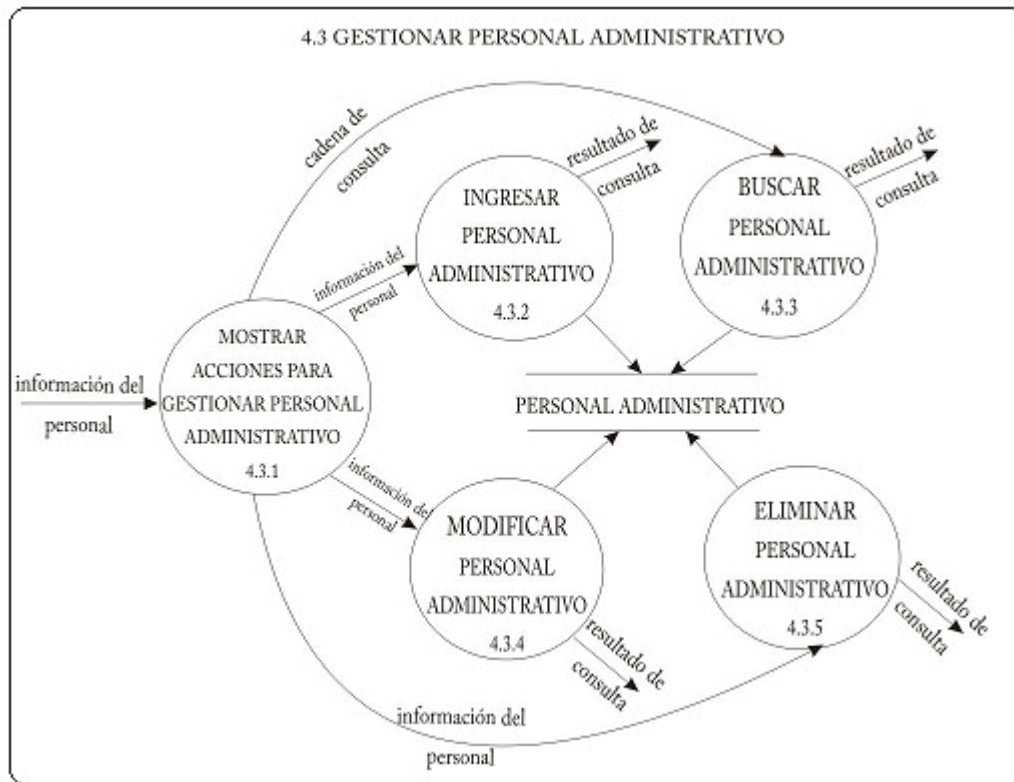 4.3 GESTIONAR PERSONAL ADMINISTRATIVO
cadena de
consulta
resultado de
consulta
resultado de
consulta
INGRESAR
PERSONAL
ADMINISTRATIVO
4.3.2
BUSCAR
PERSONAL
ADMINISTRATIVO
4.3.3
información del
personal
MOSTRAR
ACCIONES PARA
GESTIONAR PERSONAL
ADMINISTRATIVO
4.3.1
información del
personal
PERSONAL ADMINISTRATIVO
información del
personal
MODIFICAR
PERSONAL
ADMINISTRATIVO
4.3.4
ELIMINAR
PERSONAL
ADMINISTRATIVO
4.3.5
resultado de
consulta
resultado de
consulta
información del
personal